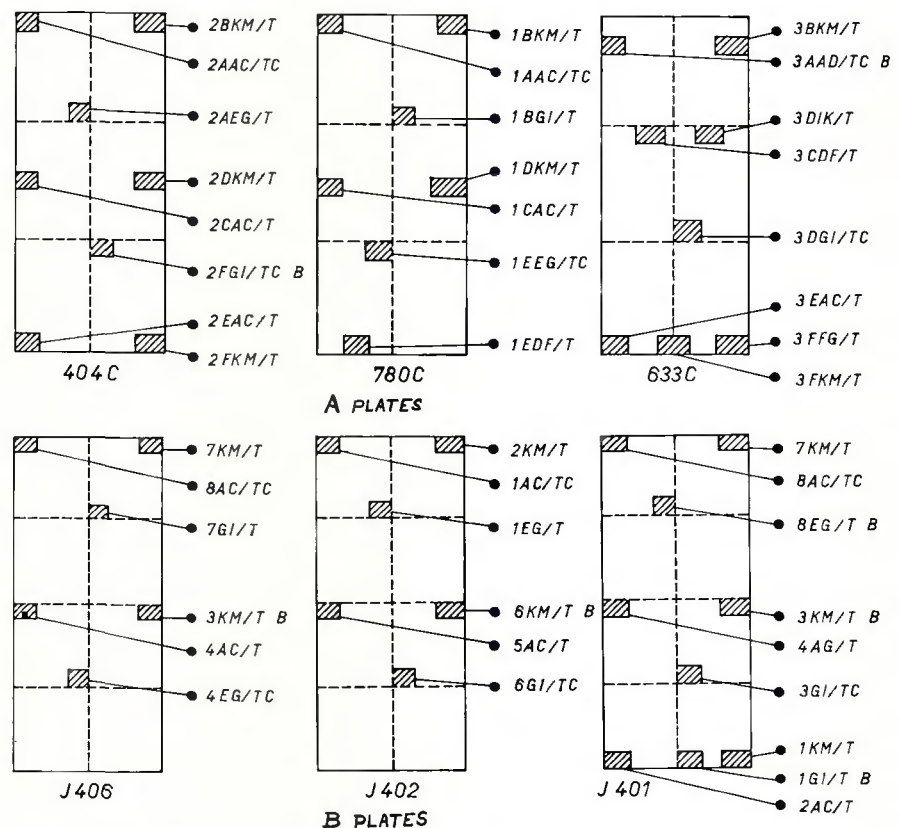 2BKM/T
2AAC/TC
2AEG/T
2DKM/T
2CAC/T
2FGI/TC B
2EAC/T
2FKM/T
404C
1BKM/T
1AAC/TC
1BGI/T
1DKM/T
1CAC/T
1EEG/TC
1EDF/T
780C
3BKM/T
3AAD/TC B
3DIK/T
3CDF/T
3DGI/TC
3EAC/T
3FFG/T
3FKM/T
633C
A PLATES
7KM/T
8AC/TC
7GI/T
3KM/T B
4AC/T
4EG/TC
J406
2KM/T
1AC/TC
1EG/T
6KM/T B
5AC/T
6GI/TC
J402
7KM/T
8AC/TC
8EG/T B
3KM/T B
4AG/T
3GI/TC
1KM/T
1GI/T B
2AC/T
J401
B PLATES